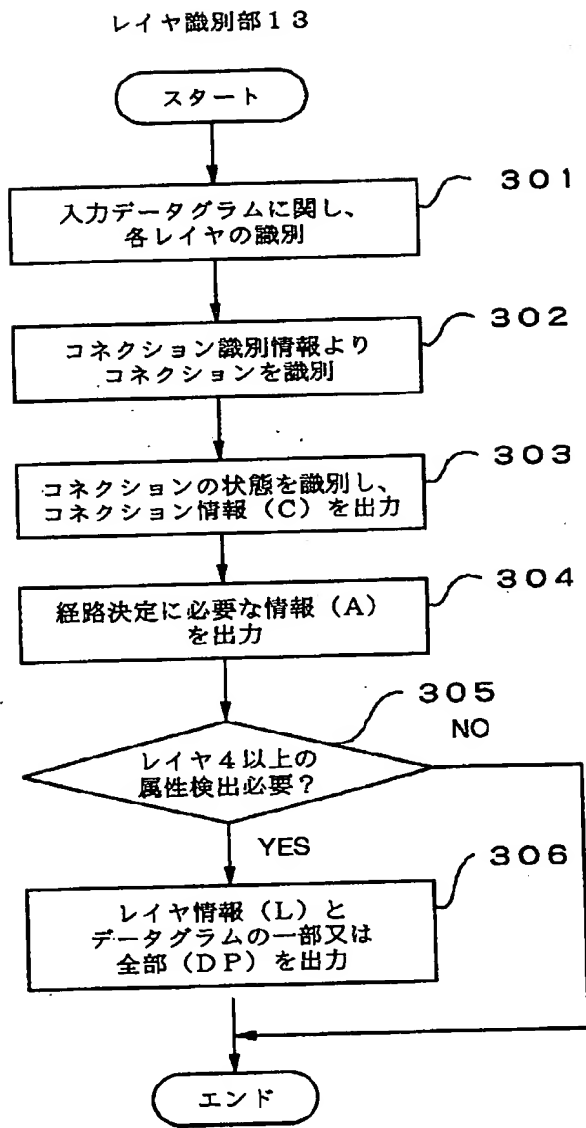 レイヤ識別部13
スタート
301
入力データグラムに関し、
各レイヤの識別
302
コネクション識別情報より
コネクションを識別
303
コネクションの状態を識別し、
コネクション情報（C）を出力
304
経路決定に必要な情報（A）
を出力
305
NO
レイヤ4以上の
属性検出必要？
YES
306
レイヤ情報（L）と
データグラムの一部又は
全部（DP）を出力
エンド